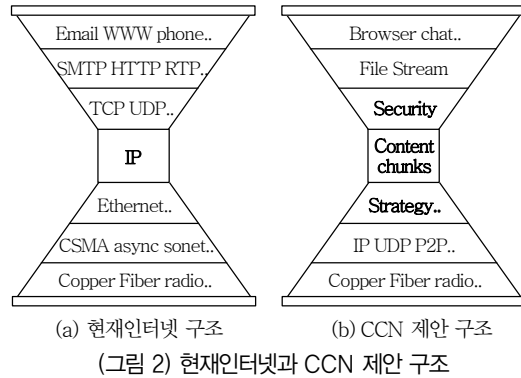 Email WWW phone..
SMTP HTTP RTP..
TCP UDP..
IP
Ethernet..
CSMA async sonet..
Copper Fiber radio..
(a) 현재인터넷 구조
Browser chat..
File Stream
Security
Content
chunks
Strategy..
IP UDP P2P..
Copper Fiber radio..
(b) CCN 제안 구조
(그림 2) 현재인터넷과 CCN 제안 구조